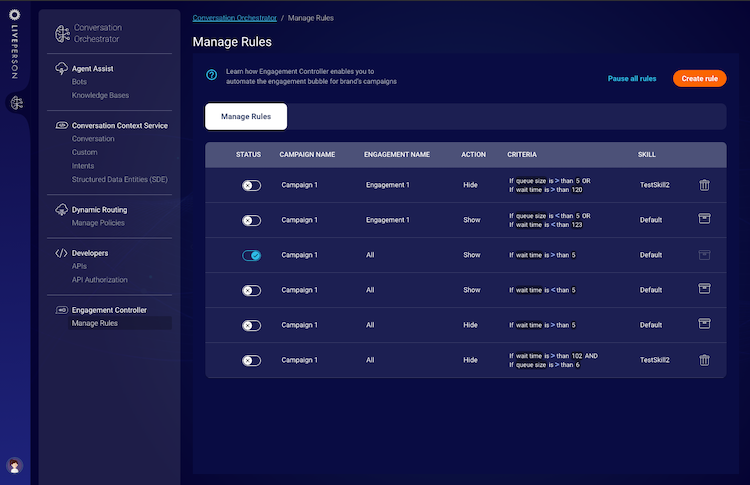 LIVEPERSON
Conversation
Orchestrator
Agent Assist
Bots
Knowledge Bases
Conversation Context Service
Conversation
Custom
Intents
Structured Data Entities (SDE)
Dynamic Routing
Manage Policies
Developers
APIs
API Authorization
Engagement Controller
Manage Rules
Conversation Orchestrator / Manage Rules
Manage Rules
Learn how Engagement Controller enables you to
automate the engagement bubble for brand's campaigns
Pause all rules
Create rule
Manage Rules
STATUS CAMPAIGN NAME ENGAGEMENT NAME ACTION CRITERIA SKILL
Campaign 1 Engagement 1 Hide If queue size is > than 5 OR TestSkill2
If wait time is > than 120
Campaign 1 Engagement 1 Show If queue size is < than 5 OR Default
If wait time is < than 123
Campaign 1 All Show If wait time is > than 5 Default
Campaign 1 All Show If wait time is < than 5 Default
Campaign 1 All Hide If wait time is > than 5 Default
Campaign 1 All Hide If wait time is > than 102 AND TestSkill2
If queue size is > than 6